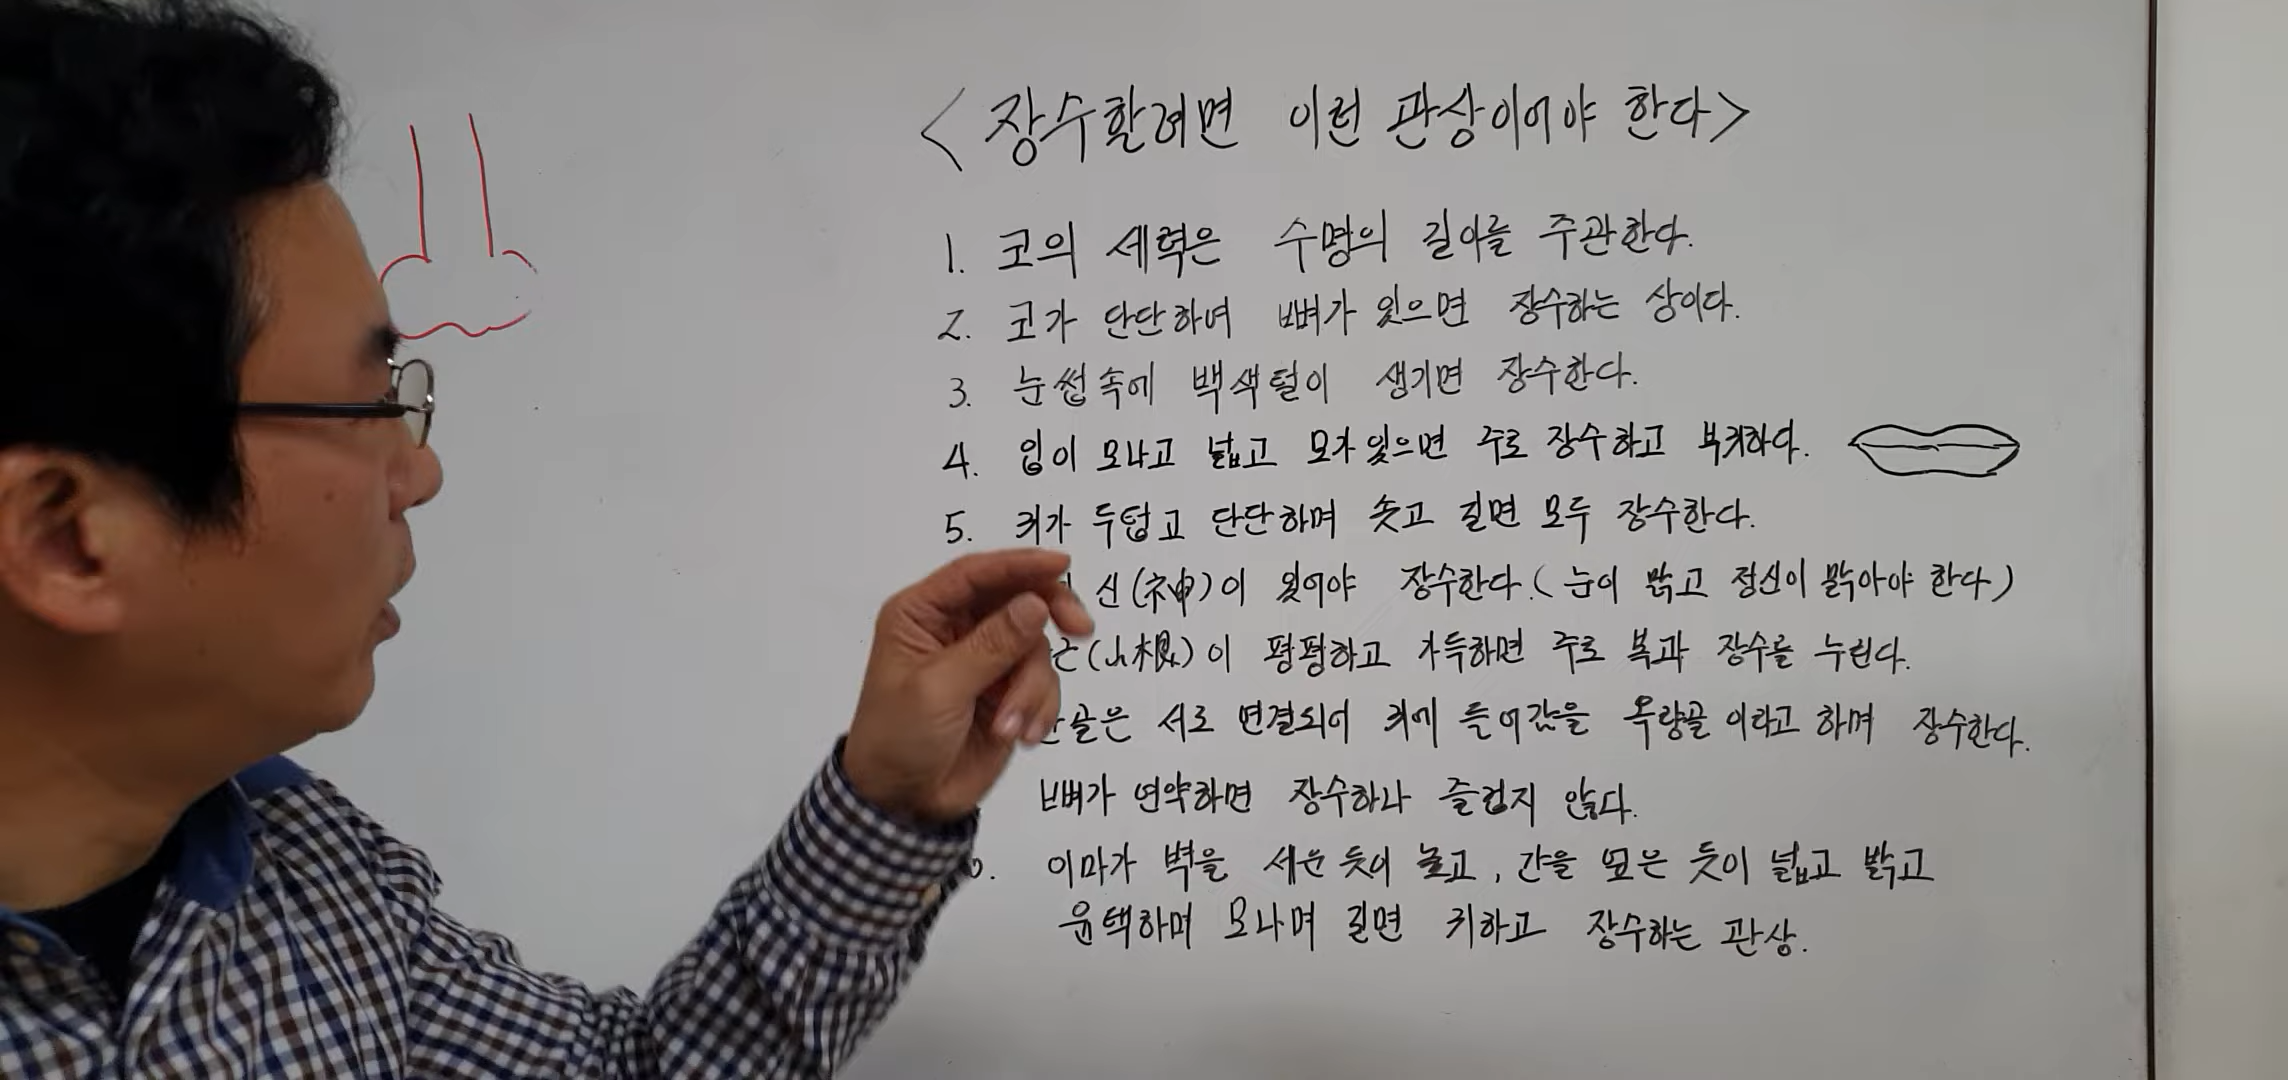 <장수할려면 이런 관상이어야 한다>
1. 코의 세력은 수명의 길이를 주관한다.
2. 코가 단단하며 뼈가 있으면 장수하는 상이다.
3. 눈썹속에 백색털이 생기면 장수한다.
4. 입이 모나고 넓고 모가 있으면 주로 장수하고 부귀하다.
5. 귀가 두텁고 단단하며 솟고 길면 모두 장수한다.
신(神)이 있어야 장수한다.(눈이 맑고 정신이 맑아야 한다)
(山根)이 평평하고 가득하면 주로 복과 장수를 누린다.
골은 서로 연결되어 귀에 들어갔을 옥량골이라고 하며 장수한다.
뼈가 연약하면 장수하나 즐겁지 않다.
이마가 벽을 세운 듯이 높고, 간을 엎은 듯이 넓고 밝고
윤택하며 모나며 길면 귀하고 장수하는 관상.